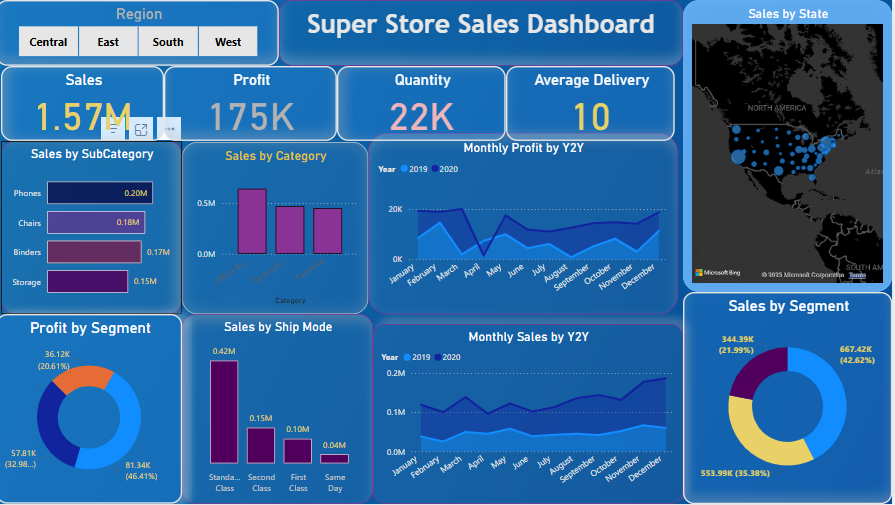 Region
Central East South West
Super Store Sales Dashboard
Sales by State
NORTH AMERICA
Microsoft Bing
© 2025 Microsoft Corporation
Terms
Sales
1.57M
Profit
175K
Quantity
22K
Average Delivery
10
Sales by SubCategory
Phones 0.20M
Chairs 0.18M
Binders 0.17M
Storage 0.15M
Sales by Category
0.5M
0.0M
Category
Monthly Profit by Y2Y
Year 2019 2020
20K
0K
January February March April May June July August September October November December
Profit by Segment
36.12K
(20.61%)
57.81K
(32.98...)
81.34K
(46.41%)
Sales by Ship Mode
0.42M
0.15M
0.10M
0.04M
Standa... Second First Same
Class Class Class Day
Monthly Sales by Y2Y
Year 2019 2020
0.2M
0.1M
0.0M
January February March April May June July August September October November December
Sales by Segment
344.39K
(21.99%)
667.42K
(42.62%)
553.99K (35.38%)